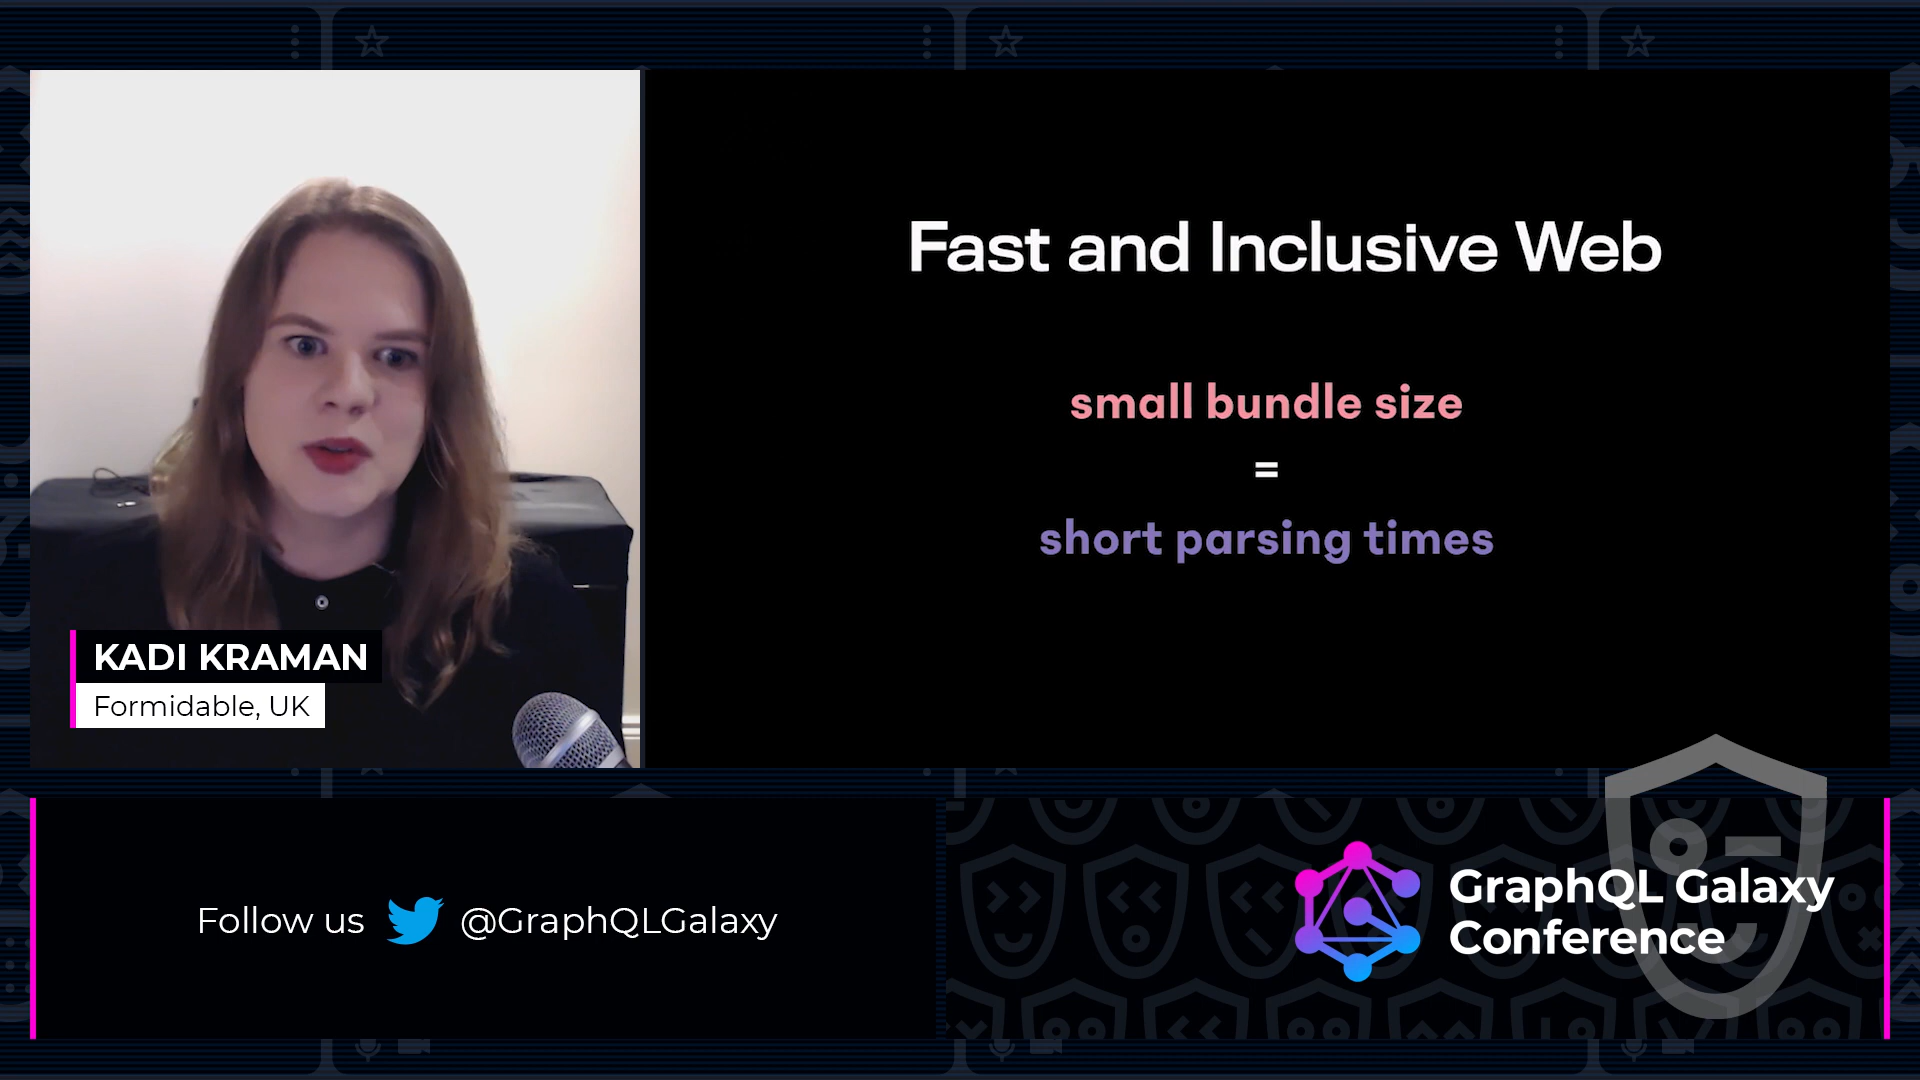 Fast and Inclusive Web
small bundle size
=
short parsing times
KADI KRAMAN
Formidable, UK
Follow us @GraphQLGalaxy
GraphQL Galaxy
Conference